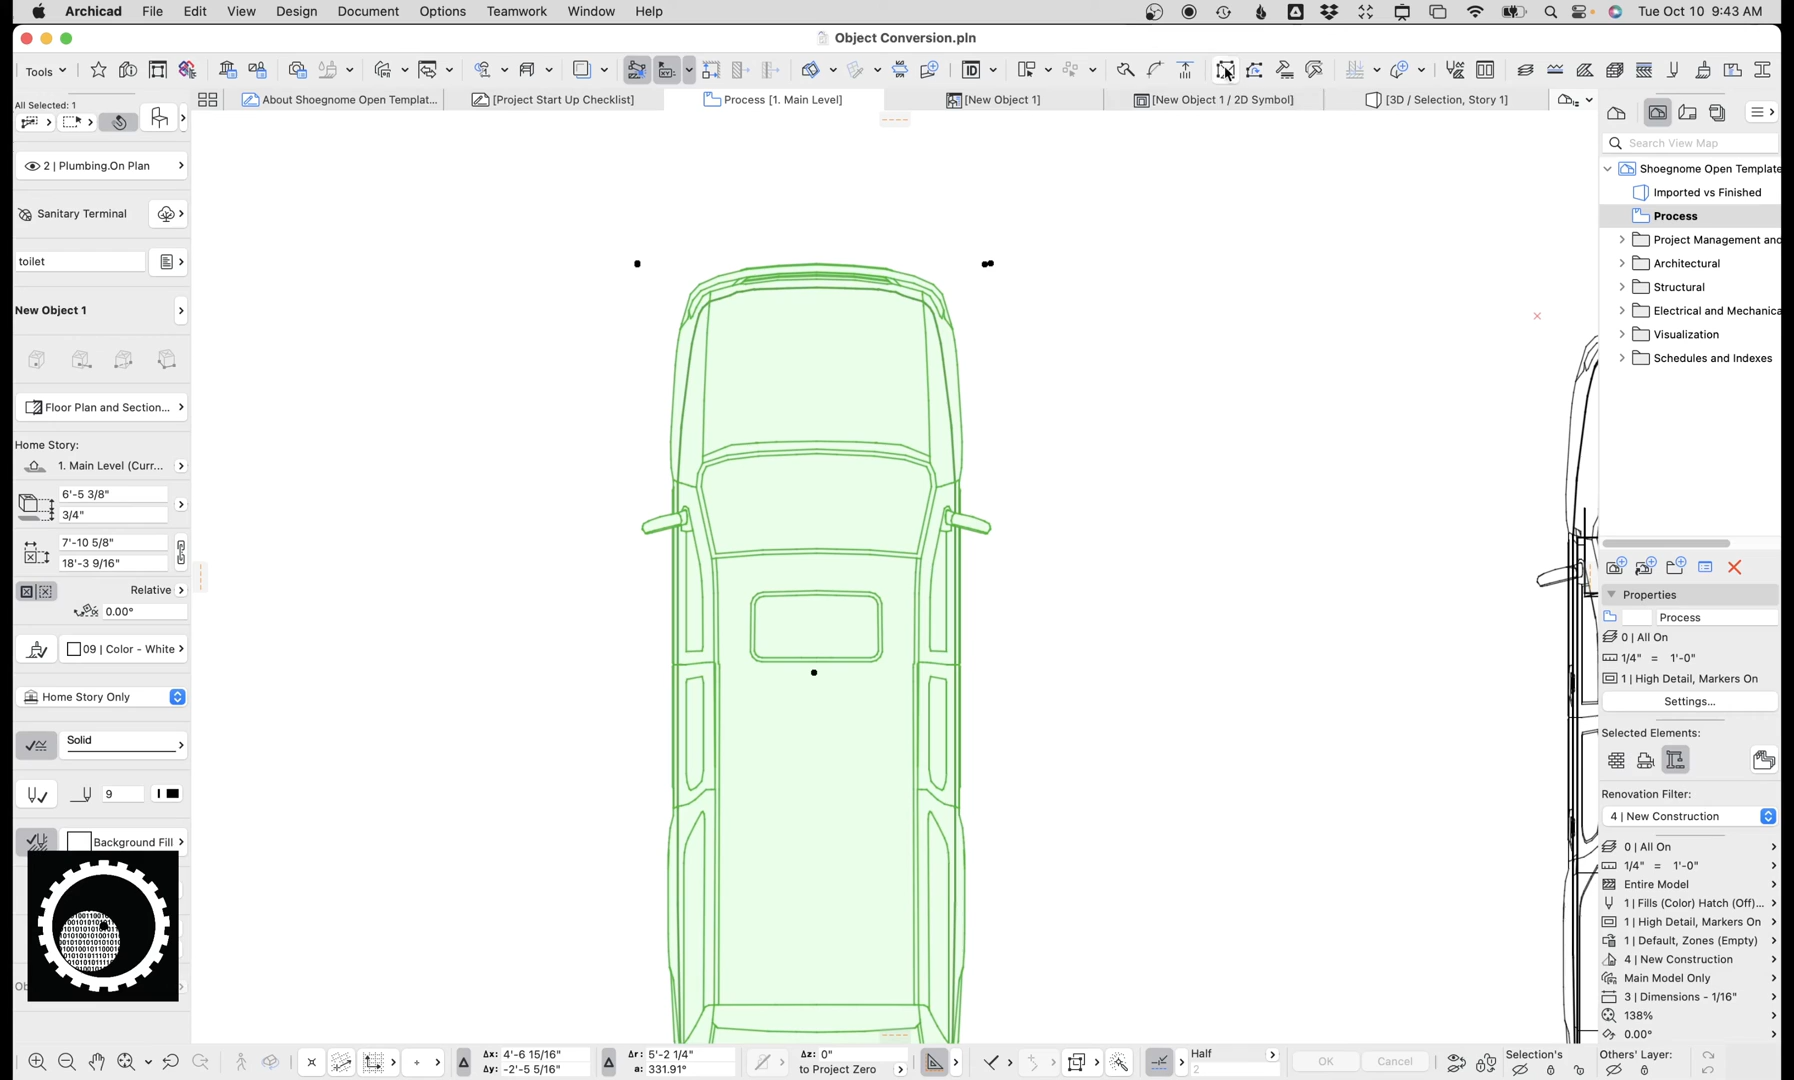 Archicad File Edit View Design Document Options Teamwork Window Help Tue Oct 10 9:43 AM
Object Conversion.pln
Tools
All Selected: 1
About Shoegnome Open Templat... [Project Start Up Checklist] Process [1. Main Level] [New Object 1] [New Object 1 / 2D Symbol] [3D / Selection, Story 1]
2 | Plumbing.On Plan
Sanitary Terminal
toilet
New Object 1
Floor Plan and Section...
Home Story:
1. Main Level (Curr...
6'-5 3/8"
3/4"
7'-10 5/8"
18'-3 9/16"
Relative
0.00°
09 | Color - White
Home Story Only
Solid
9
Background Fill
Search View Map
Shoegnome Open Template
Imported vs Finished
Process
Project Management and
Architectural
Structural
Electrical and Mechanica
Visualization
Schedules and Indexes
Properties
Process
0 | All On
1/4" = 1'-0"
1 | High Detail, Markers On
Settings...
Selected Elements:
Renovation Filter:
4 | New Construction
0 | All On
1/4" = 1'-0"
Entire Model
1 | Fills (Color) Hatch (Off)...
1 | High Detail, Markers On
1 | Default, Zones (Empty)
4 | New Construction
Main Model Only
3 | Dimensions - 1/16"
138%
0.00°
Δx: 4'-6 15/16"
Δy: -2'-5 5/16"
Δr: 5'-2 1/4"
a: 331.91°
Δz: 0"
to Project Zero
Half
2
OK
Cancel
Selection's
Others' Layer: